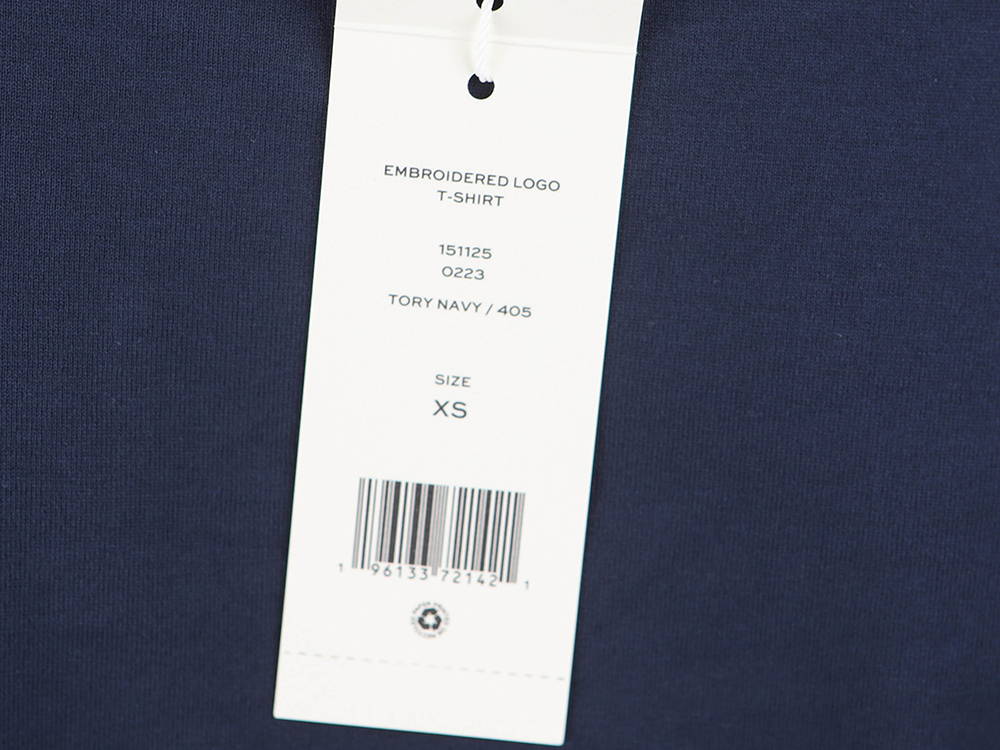 EMBROIDERED LOGO
T-SHIRT
151125
0223
TORY NAVY / 405
SIZE
XS
1 96133 72142 1